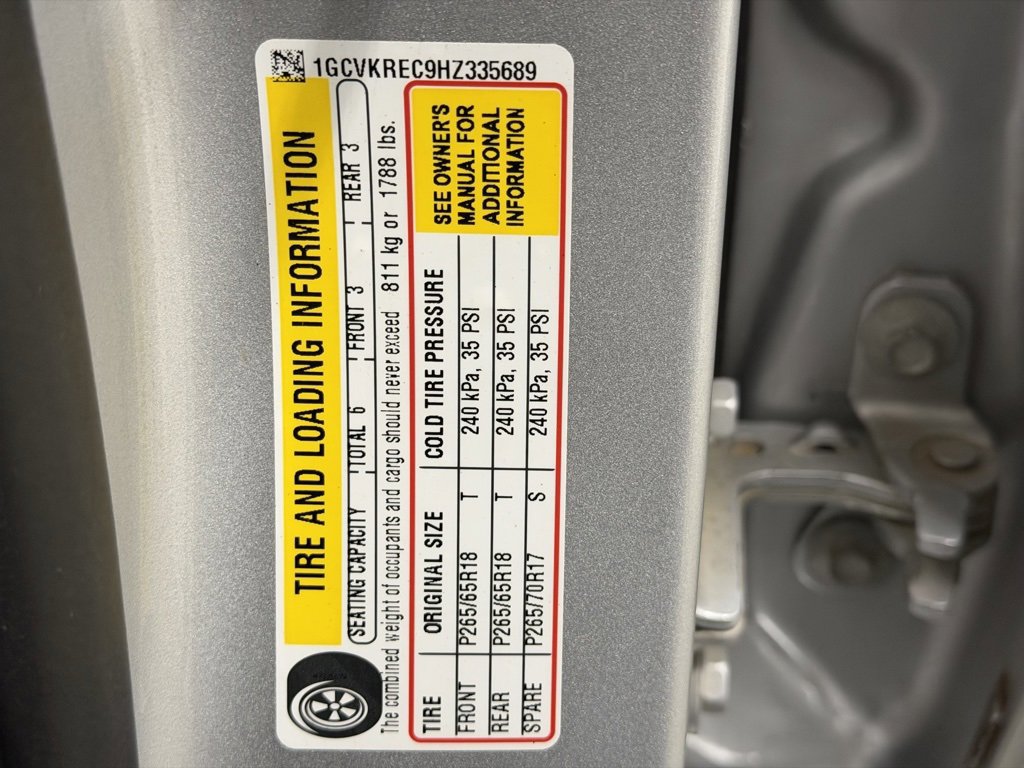 1GCVKREC9HZ335689
TIRE AND LOADING INFORMATION
SEATING CAPACITY TOTAL 6 FRONT 3 REAR 3
The combined weight of occupants and cargo should never exceed 811 kg or 1788 lbs.
TIRE ORIGINAL SIZE COLD TIRE PRESSURE
FRONT P265/65R18 T 240 kPa, 35 PSI
REAR P265/65R18 T 240 kPa, 35 PSI
SPARE P265/70R17 S 240 kPa, 35 PSI
SEE OWNER'S
MANUAL FOR
ADDITIONAL
INFORMATION